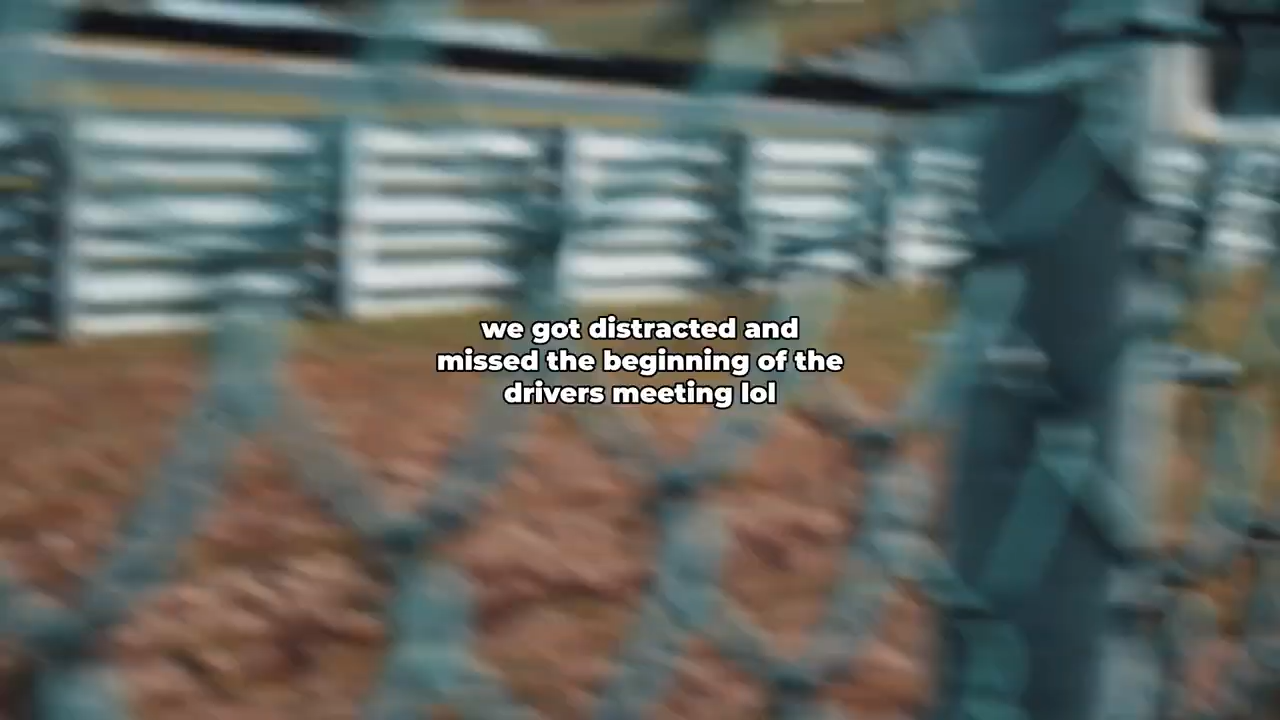 we got distracted and
missed the beginning of the
drivers meeting lol